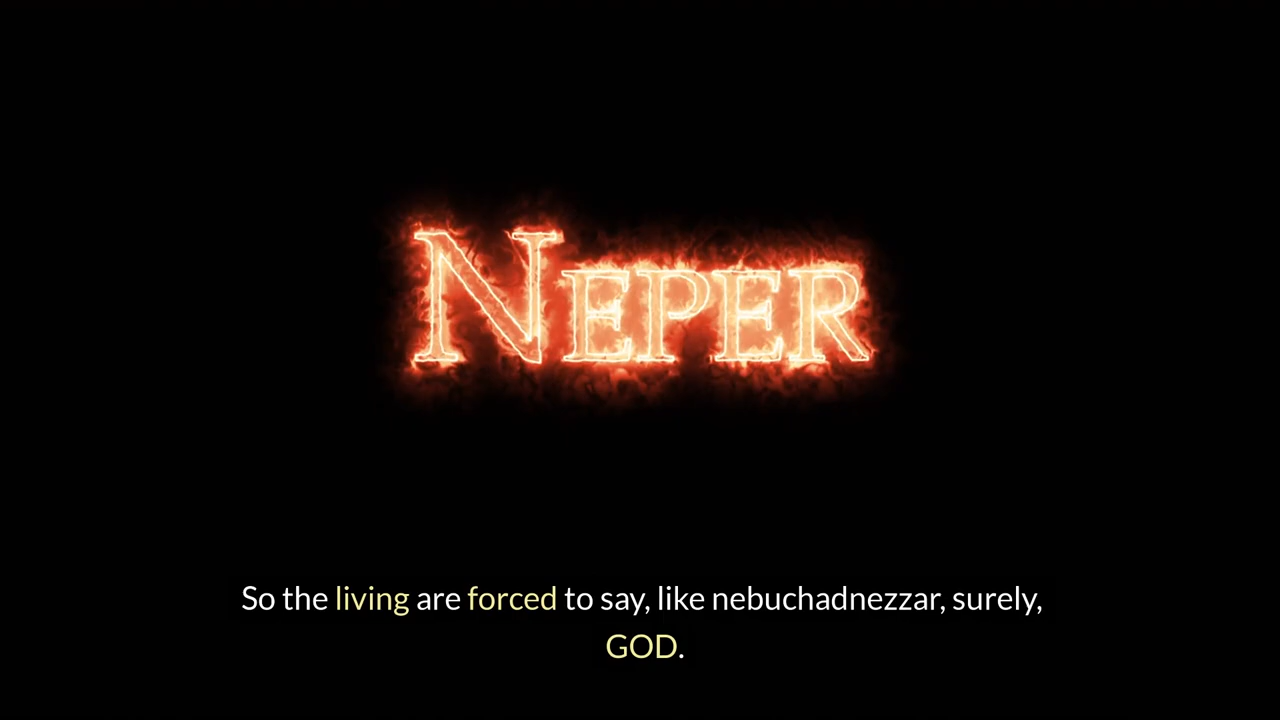 NEPER
So the living are forced to say, like nebuchadnezzar, surely,
GOD.